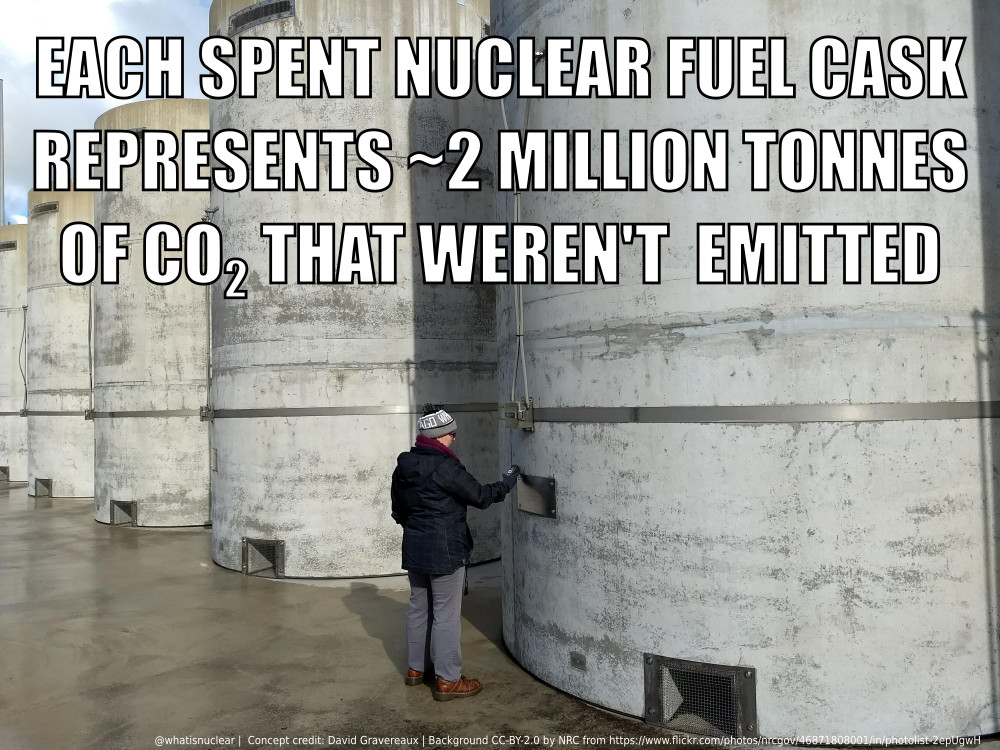 EACH SPENT NUCLEAR FUEL CASK
REPRESENTS ~2 MILLION TONNES
OF CO₂ THAT WEREN'T EMITTED
@whatisnuclear | Concept credit: David Gravereaux | Background CC-BY-2.0 by NRC from https://www.flickr.com/photos/nrcgov/46871808001/in/photolist-2epUgwH